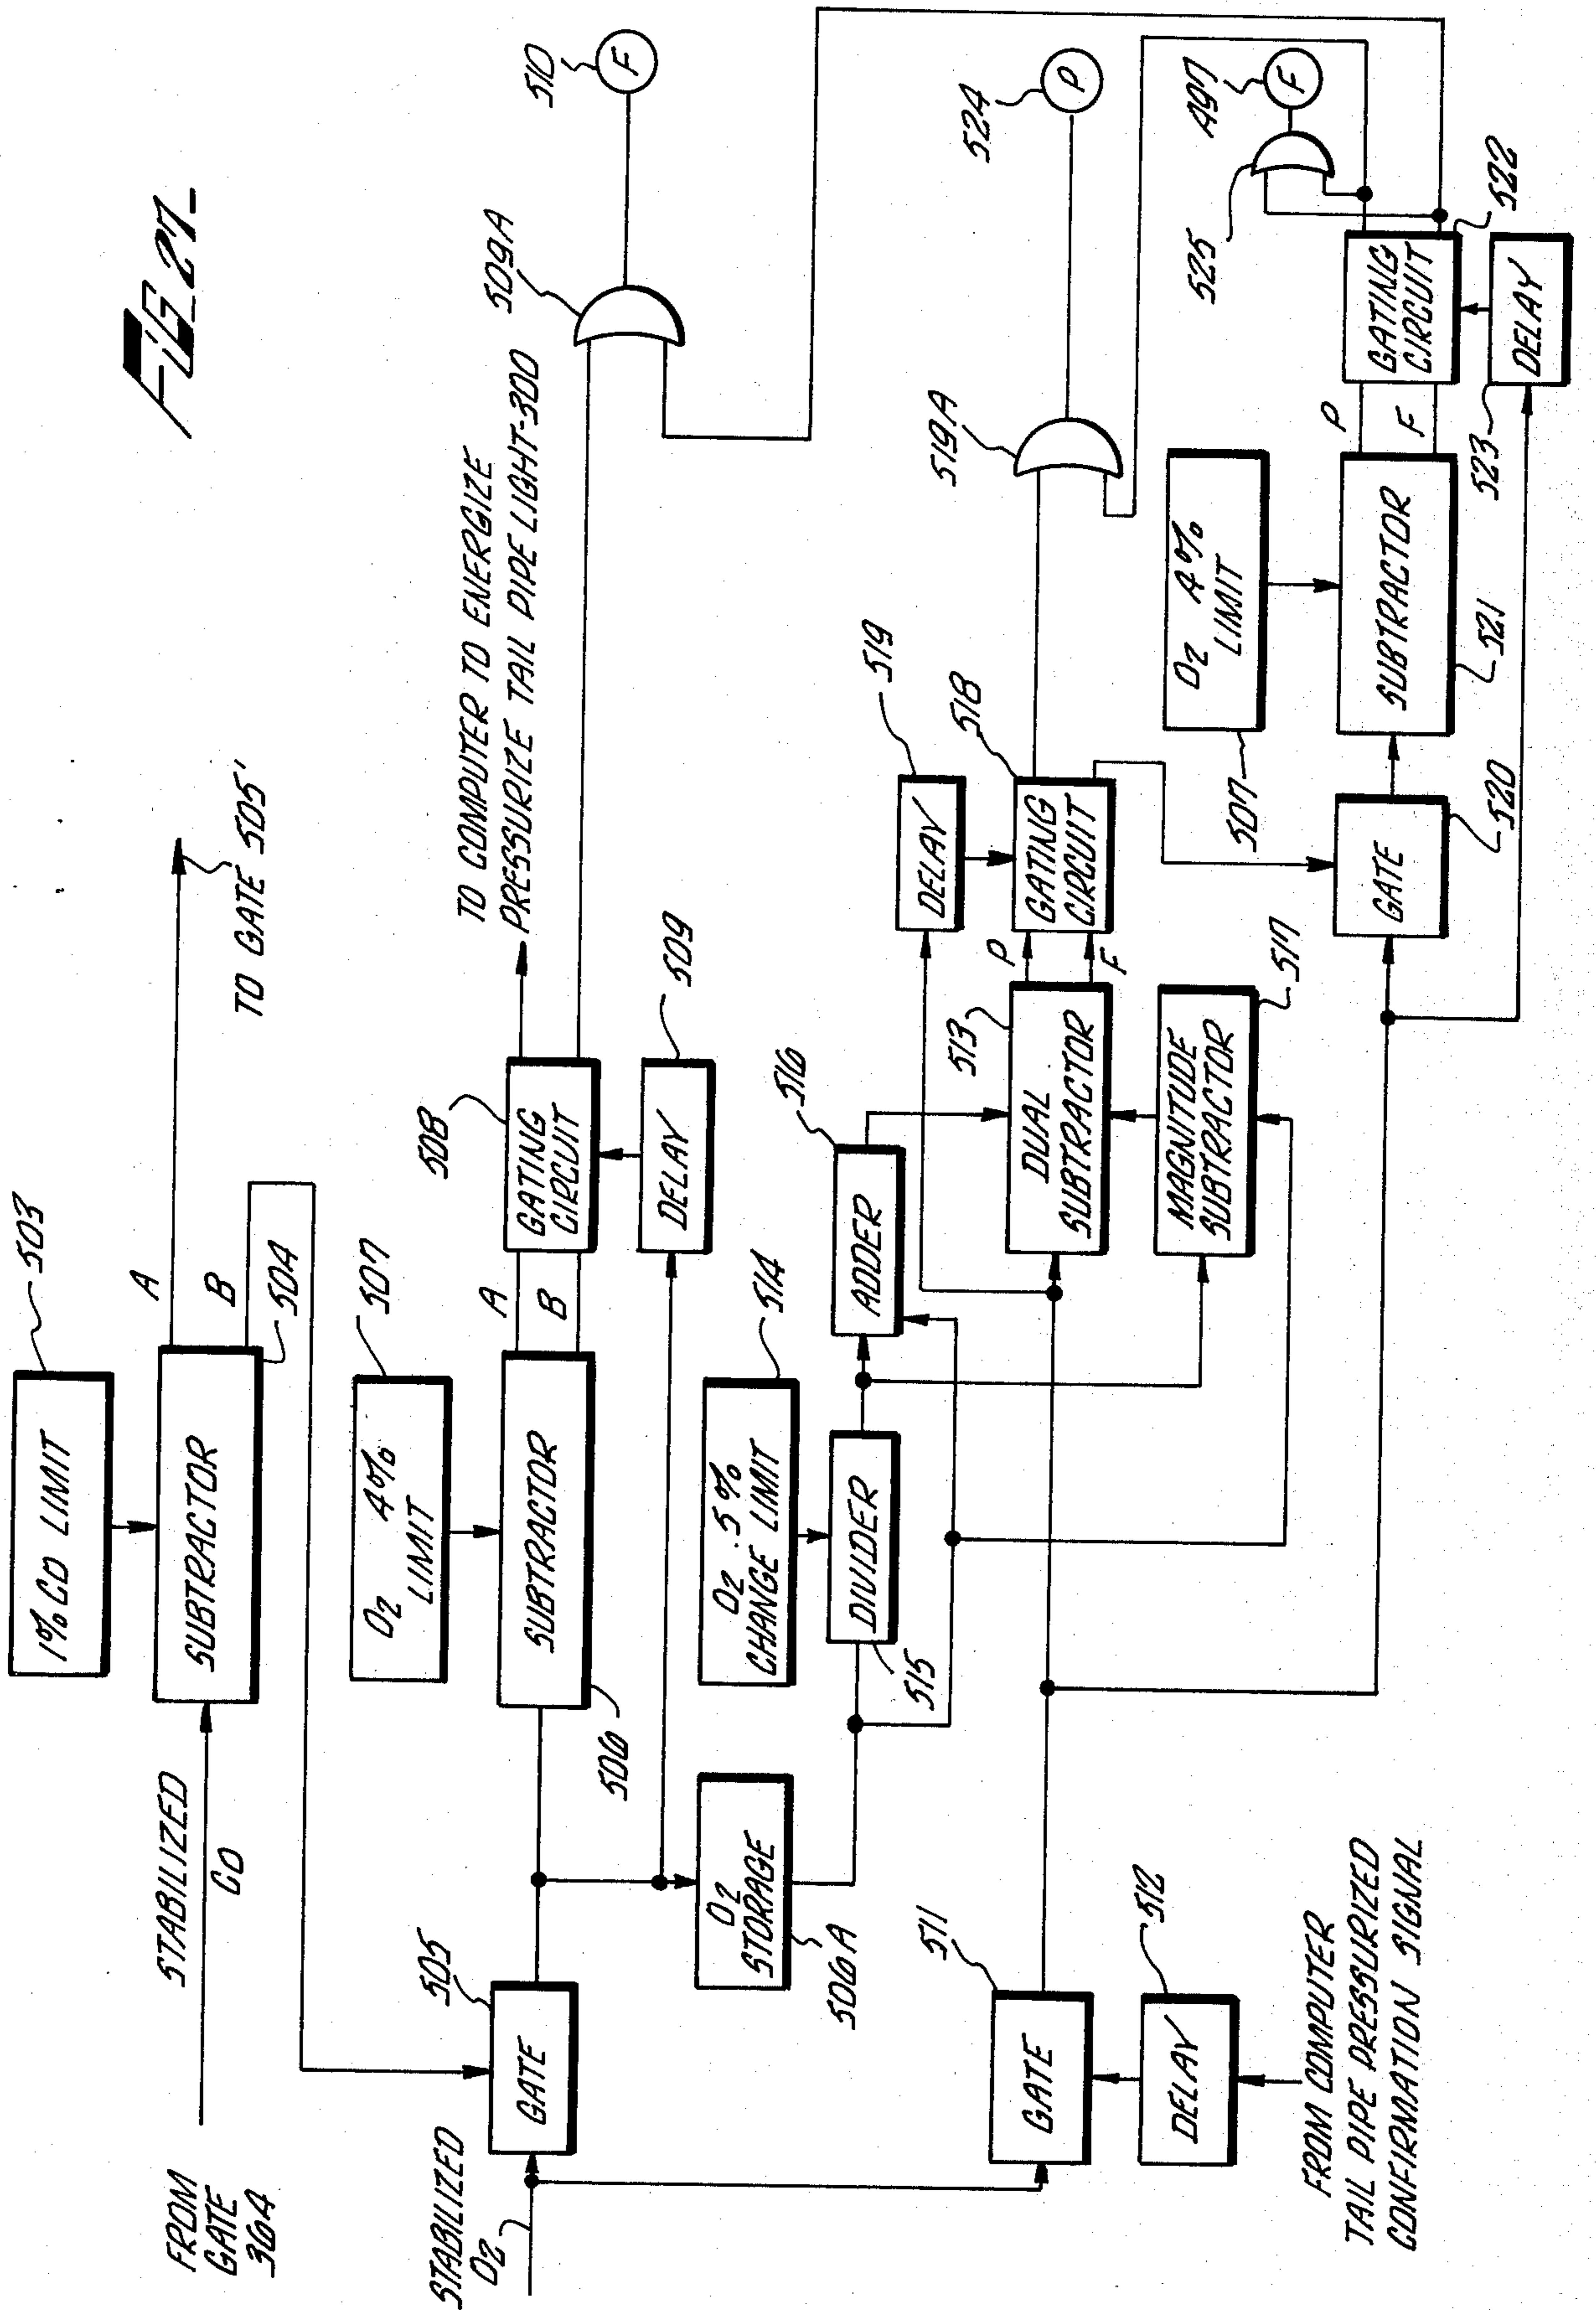 FIG_27_
1% CO LIMIT
503
STABILIZED
CO
FROM
GATE
364
SUBTRACTOR
504
A
B
TO GATE 505'
STABILIZED
O2
GATE
505
O2 4%
LIMIT
507
SUBTRACTOR
506
A
B
GATING
CIRCUIT
508
DELAY
509
TO COMPUTER TO ENERGIZE
PRESSURIZE TAIL PIPE LIGHT-300
509A
F
510
O2
STORAGE
506A
O2 .5%
CHANGE LIMIT
514
DIVIDER
515
ADDER
516
DUAL
SUBTRACTOR
513
MAGNITUDE
SUBTRACTOR
517
P
F
DELAY
519
GATING
CIRCUIT
518
519A
P
524
GATE
511
DELAY
512
FROM COMPUTER
TAIL PIPE PRESSURIZED
CONFIRMATION SIGNAL
GATE
520
O2 4%
LIMIT
507
SUBTRACTOR
521
P
F
GATING
CIRCUIT
522
DELAY
523
525
F
497